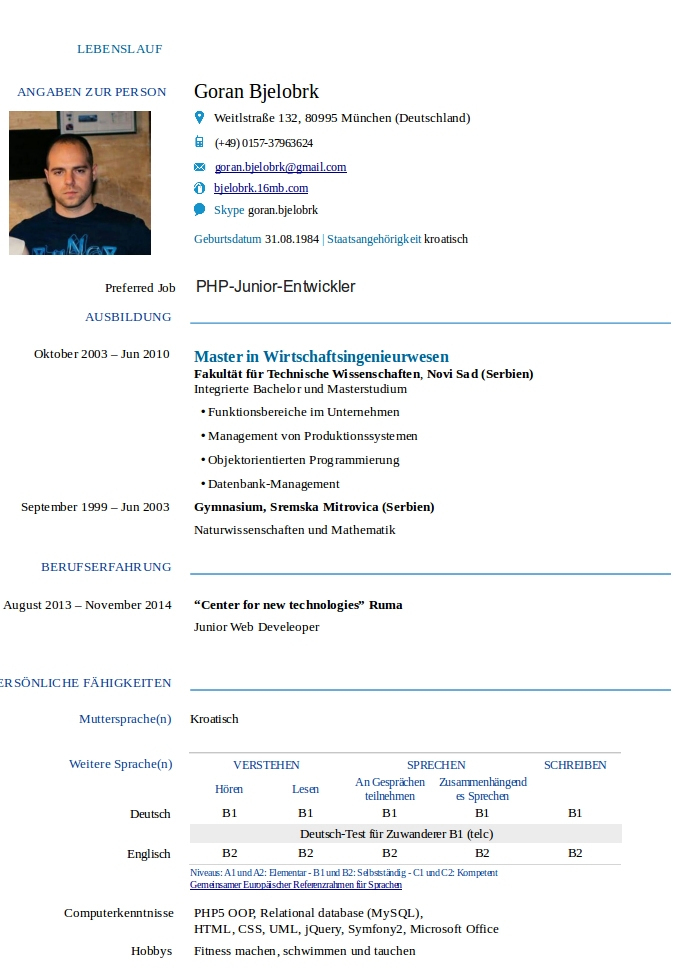 LEBENSLAUF
ANGABEN ZUR PERSON
Goran Bjelobrk
Weitlstraße 132, 80995 München (Deutschland)
(+49) 0157-37963624
goran.bjelobrk@gmail.com
bjelobrk.16mb.com
Skype goran.bjelobrk
Geburtsdatum 31.08.1984 | Staatsangehörigkeit kroatisch
Preferred Job PHP-Junior-Entwickler
AUSBILDUNG
Oktober 2003 – Jun 2010 Master in Wirtschaftsingenieurwesen
Fakultät für Technische Wissenschaften, Novi Sad (Serbien)
Integrierte Bachelor und Masterstudium
• Funktionsbereiche im Unternehmen
• Management von Produktionssystemen
• Objektorientierten Programmierung
• Datenbank-Management
September 1999 – Jun 2003 Gymnasium, Sremska Mitrovica (Serbien)
Naturwissenschaften und Mathematik
BERUFSERFAHRUNG
August 2013 – November 2014 “Center for new technologies” Ruma
Junior Web Develeoper
ERSÖNLICHE FÄHIGKEITEN
Muttersprache(n) Kroatisch
Weitere Sprache(n) VERSTEHEN SPRECHEN SCHREIBEN
Hören Lesen An Gesprächen teilnehmen Zusammenhängend es Sprechen
Deutsch B1 B1 B1 B1 B1
Deutsch-Test für Zuwanderer B1 (telc)
Englisch B2 B2 B2 B2 B2
Niveaus: A1 und A2: Elementar - B1 und B2: Selbstständig - C1 und C2: Kompetent
Gemeinsamer Europäischer Referenzrahmen für Sprachen
Computerkenntnisse PHP5 OOP, Relational database (MySQL),
HTML, CSS, UML, jQuery, Symfony2, Microsoft Office
Hobbys Fitness machen, schwimmen und tauchen